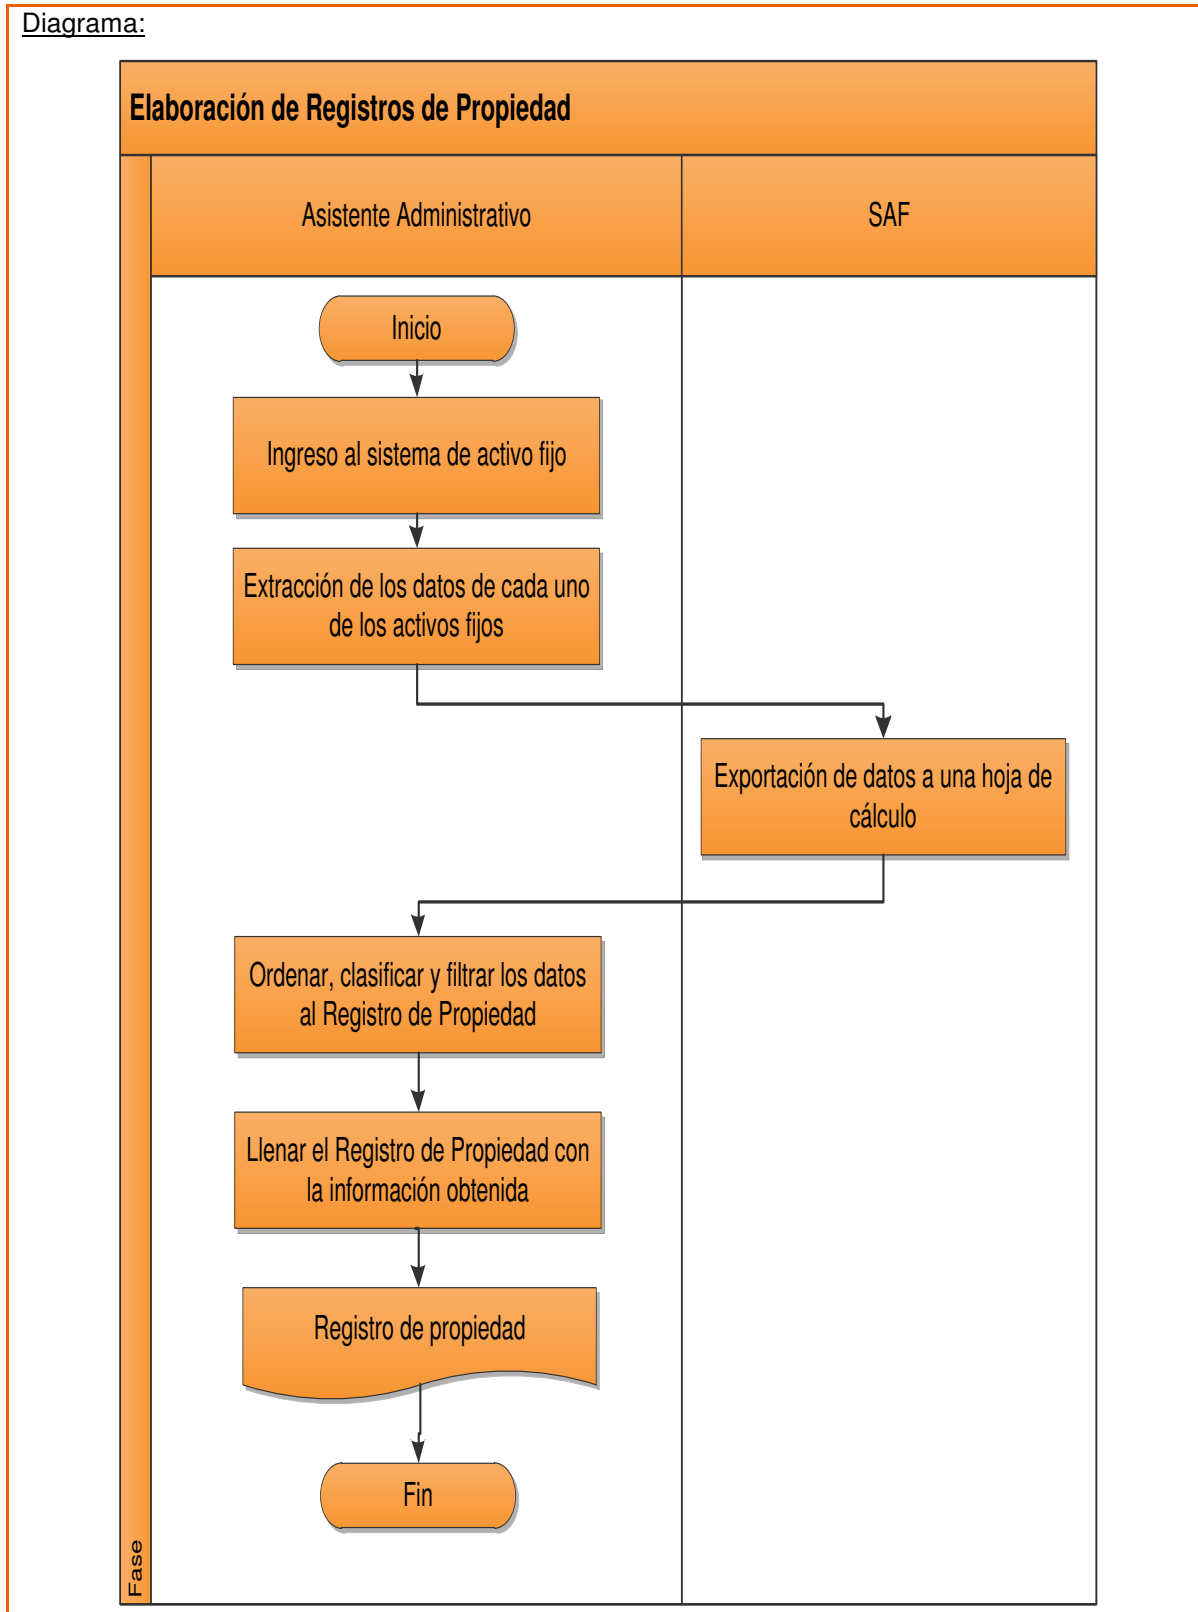 Diagrama:
Elaboración de Registros de Propiedad
Asistente Administrativo
SAF
Inicio
Ingreso al sistema de activo fijo
Extracción de los datos de cada uno
de los activos fijos
Exportación de datos a una hoja de
cálculo
Ordenar, clasificar y filtrar los datos
al Registro de Propiedad
Llenar el Registro de Propiedad con
la información obtenida
Registro de propiedad
Fin
Fase